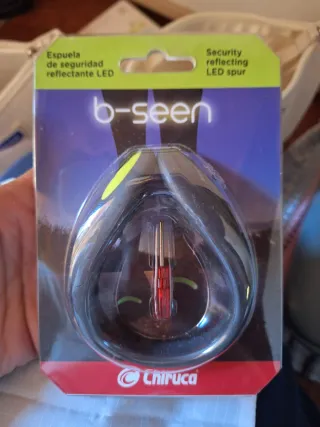 Espuela
de seguridad
reflectante LED
Security
reflecting
LED spur
b-seen
Chiruca